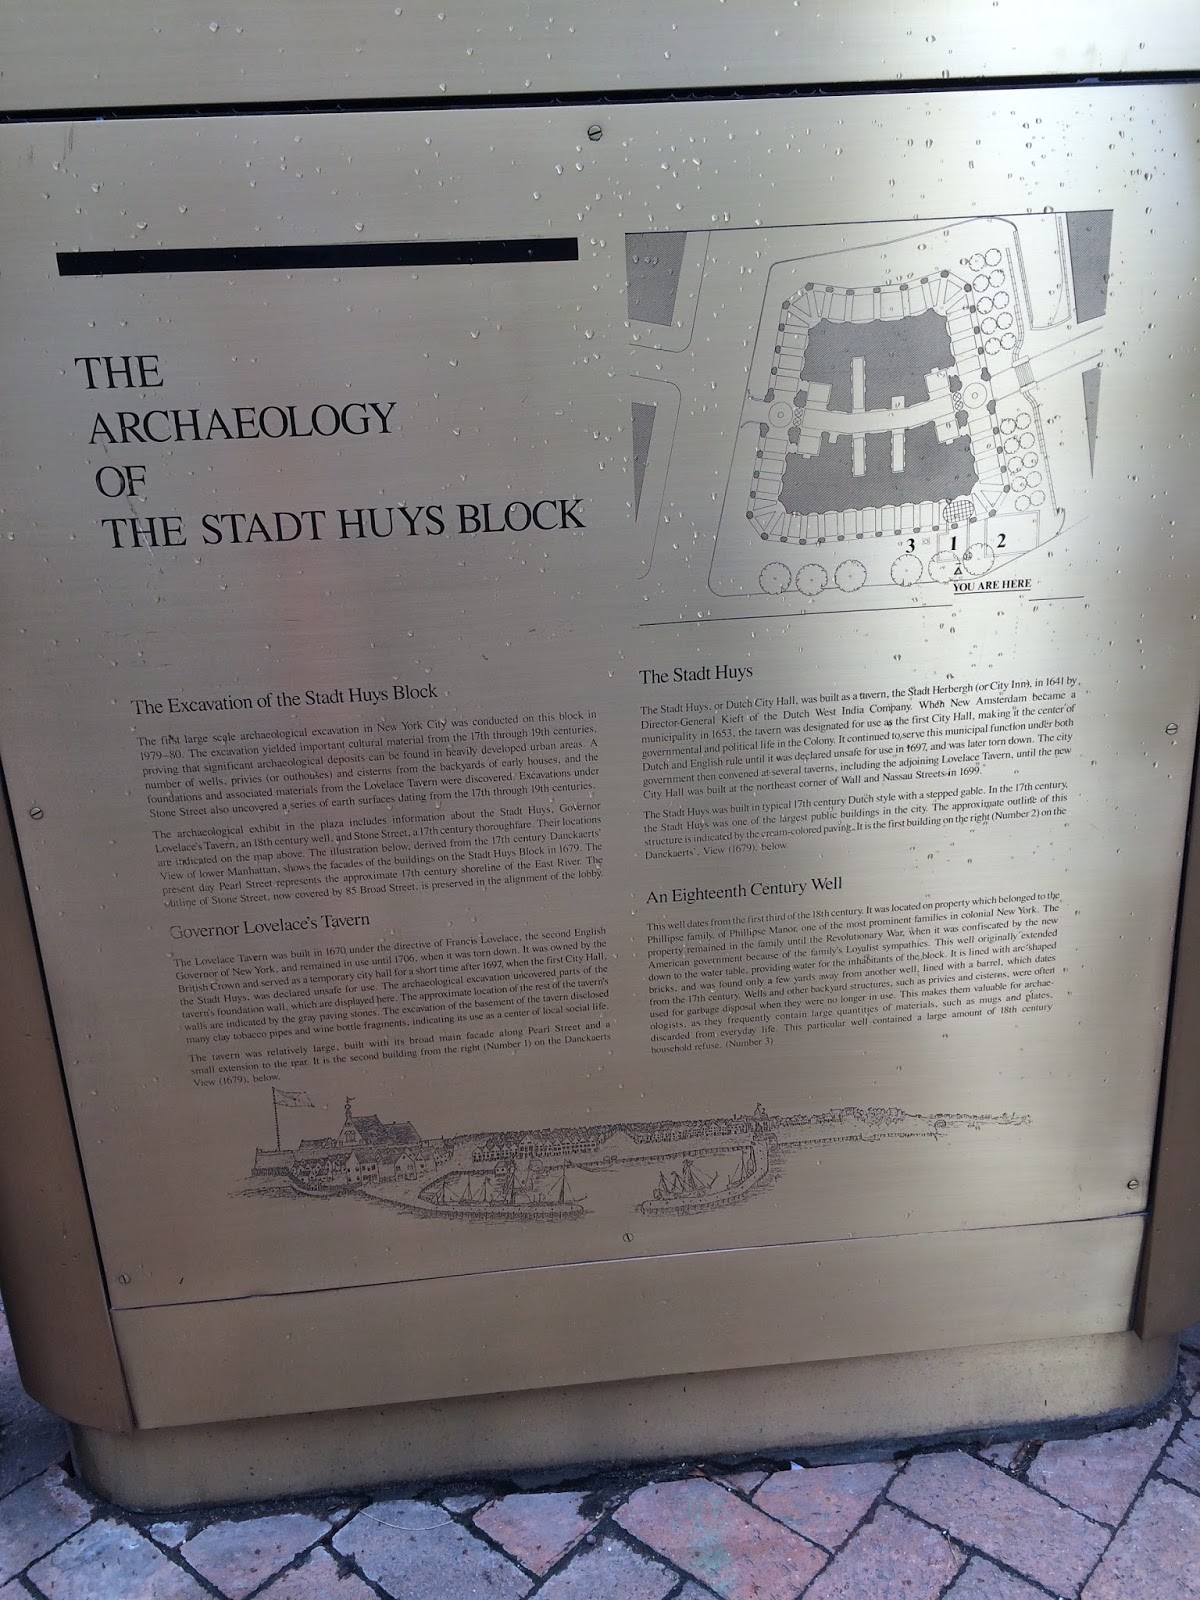 THE
ARCHAEOLOGY
OF
THE STADT HUYS BLOCK
3 1 2
YOU ARE HERE
The Excavation of the Stadt Huys Block
The first large scale archaeological excavation in New York City was conducted on this block in
1979–80. The excavation yielded important cultural material from the 17th through 19th centuries,
proving that significant archaeological deposits can be found in heavily developed urban areas. A
number of wells, privies (or outhouses) and cisterns from the backyards of early houses, and the
foundations and associated materials from the Lovelace Tavern were discovered. Excavations under
Stone Street also uncovered a series of earth surfaces dating from the 17th through 19th centuries.
The archaeological exhibit in the plaza includes information about the Stadt Huys, Governor
Lovelace's Tavern, an 18th century well, and Stone Street, a 17th century thoroughfare. Their locations
are indicated on the map above. The illustration below, derived from the 17th century Danckaerts'
View of lower Manhattan, shows the facades of the buildings on the Stadt Huys Block in 1679. The
present day Pearl Street represents the approximate 17th century shoreline of the East River. The
outline of Stone Street, now covered by 85 Broad Street, is preserved in the alignment of the lobby.
Governor Lovelace's Tavern
The Lovelace Tavern was built in 1670 under the directive of Francis Lovelace, the second English
Governor of New York, and remained in use until 1706, when it was torn down. It was owned by the
British Crown and served as a temporary city hall for a short time after 1697, when the first City Hall,
the Stadt Huys, was declared unsafe for use. The archaeological excavation uncovered parts of the
tavern's foundation wall, which are displayed here. The approximate location of the rest of the tavern's
walls are indicated by the gray paving stones. The excavation of the basement of the tavern disclosed
many clay tobacco pipes and wine bottle fragments, indicating its use as a center of local social life.
The tavern was relatively large, built with its broad main facade along Pearl Street and a
small extension to the rear. It is the second building from the right (Number 1) on the Danckaerts
View (1679), below.
The Stadt Huys
The Stadt Huys, or Dutch City Hall, was built as a tavern, the Stadt Herbergh (or City Inn), in 1641 by
Director-General Kieft of the Dutch West India Company. When New Amsterdam became a
municipality in 1653, the tavern was designated for use as the first City Hall, making it the center of
governmental and political life in the Colony. It continued to serve this municipal function under both
Dutch and English rule until it was declared unsafe for use in 1697, and was later torn down. The city
government then convened at several taverns, including the adjoining Lovelace Tavern, until the new
City Hall was built at the northeast corner of Wall and Nassau Streets in 1699.
The Stadt Huys was built in typical 17th century Dutch style with a stepped gable. In the 17th century,
the Stadt Huys was one of the largest public buildings in the city. The approximate outline of this
structure is indicated by the cream-colored paving. It is the first building on the right (Number 2) on the
Danckaerts', View (1679), below.
An Eighteenth Century Well
This well dates from the first third of the 18th century. It was located on property which belonged to the
Phillipse family, of Phillipse Manor, one of the most prominent families in colonial New York. The
property remained in the family until the Revolutionary War, when it was confiscated by the new
American government because of the family's Loyalist sympathies. This well originally extended
down to the water table, providing water for the inhabitants of the block. It is lined with arc-shaped
bricks, and was found only a few yards away from another well, lined with a barrel, which dates
from the 17th century. Wells and other backyard structures, such as privies and cisterns, were often
used for garbage disposal when they were no longer in use. This makes them valuable for archae-
ologists, as they frequently contain large quantities of materials, such as mugs and plates,
discarded from everyday life. This particular well contained a large amount of 18th century
household refuse. (Number 3)